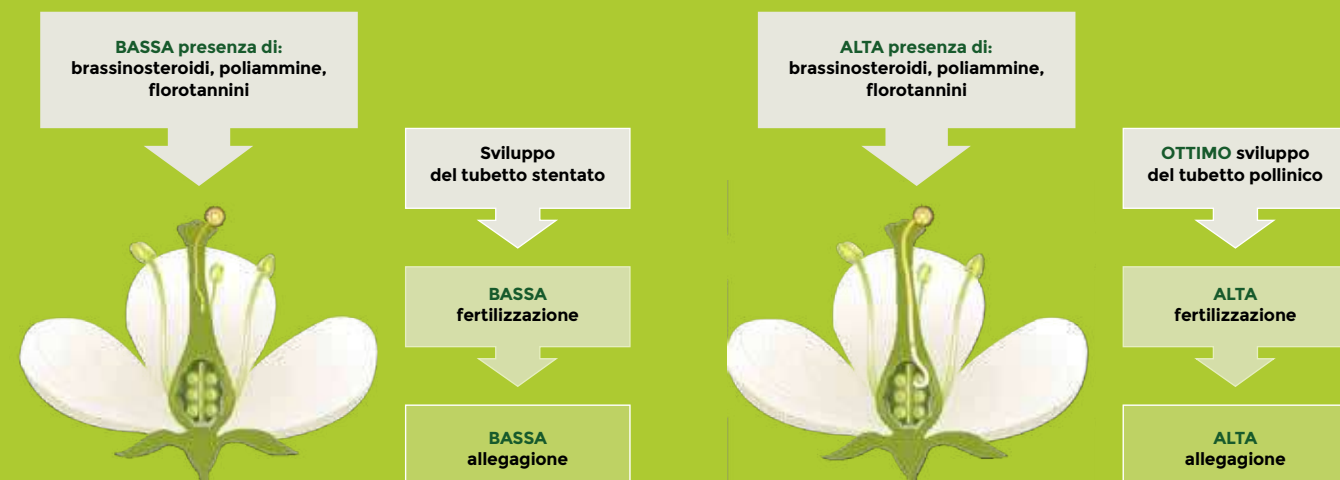 BASSA presenza di:
brassinosteroidi, poliammine,
florotannini
Sviluppo
del tubetto stentato
BASSA
fertilizzazione
BASSA
allegagione
ALTA presenza di:
brassinosteroidi, poliammine,
florotannini
OTTIMO sviluppo
del tubetto pollinico
ALTA
fertilizzazione
ALTA
allegagione